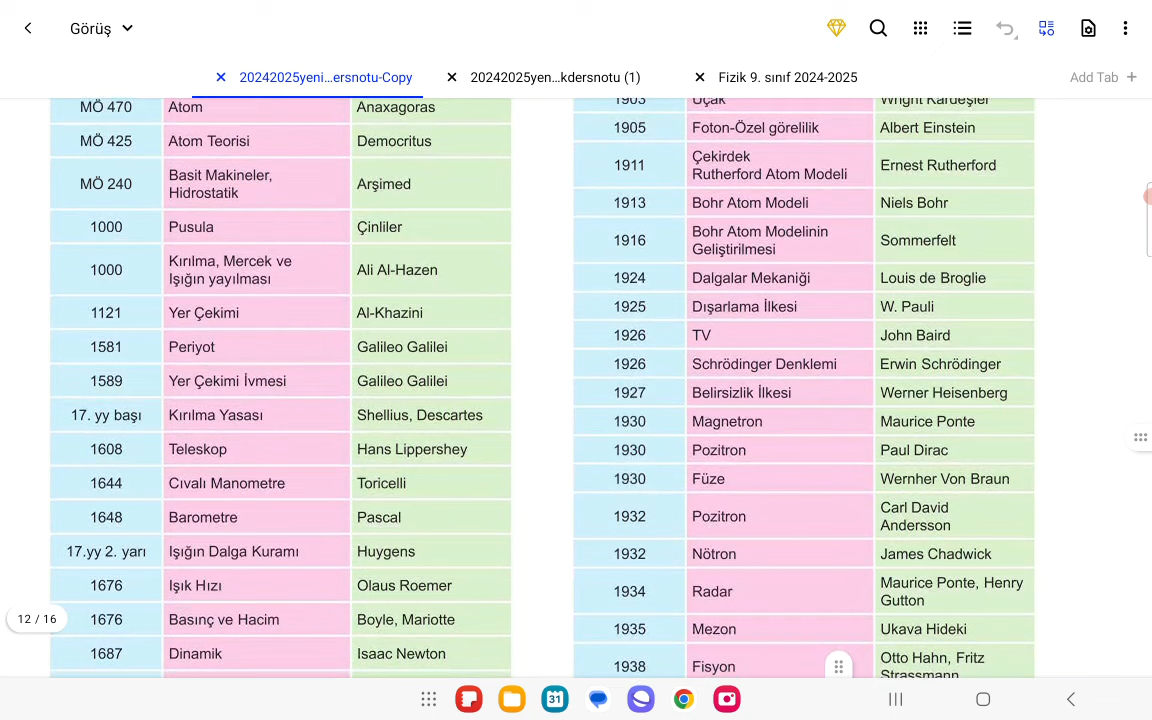 Görüş
20242025yeni...ersnotu-Copy
20242025yen...kdersnotu (1)
Fizik 9. sınıf 2024-2025
Add Tab +
MÖ 470 Atom Anaxagoras
MÖ 425 Atom Teorisi Democritus
MÖ 240 Basit Makineler, Hidrostatik Arşimed
1000 Pusula Çinliler
1000 Kırılma, Mercek ve Işığın yayılması Ali Al-Hazen
1121 Yer Çekimi Al-Khazini
1581 Periyot Galileo Galilei
1589 Yer Çekimi İvmesi Galileo Galilei
17. yy başı Kırılma Yasası Shellius, Descartes
1608 Teleskop Hans Lippershey
1644 Cıvalı Manometre Toricelli
1648 Barometre Pascal
17.yy 2. yarı Işığın Dalga Kuramı Huygens
1676 Işık Hızı Olaus Roemer
1676 Basınç ve Hacim Boyle, Mariotte
1687 Dinamik Isaac Newton
1903 Uçak Wright Kardeşler
1905 Foton-Özel görelilik Albert Einstein
1911 Çekirdek Rutherford Atom Modeli Ernest Rutherford
1913 Bohr Atom Modeli Niels Bohr
1916 Bohr Atom Modelinin Geliştirilmesi Sommerfelt
1924 Dalgalar Mekaniği Louis de Broglie
1925 Dışarlama İlkesi W. Pauli
1926 TV John Baird
1926 Schrödinger Denklemi Erwin Schrödinger
1927 Belirsizlik İlkesi Werner Heisenberg
1930 Magnetron Maurice Ponte
1930 Pozitron Paul Dirac
1930 Füze Wernher Von Braun
1932 Pozitron Carl David Andersson
1932 Nötron James Chadwick
1934 Radar Maurice Ponte, Henry Gutton
1935 Mezon Ukava Hideki
1938 Fisyon Otto Hahn, Fritz Strassmann
12 / 16
31